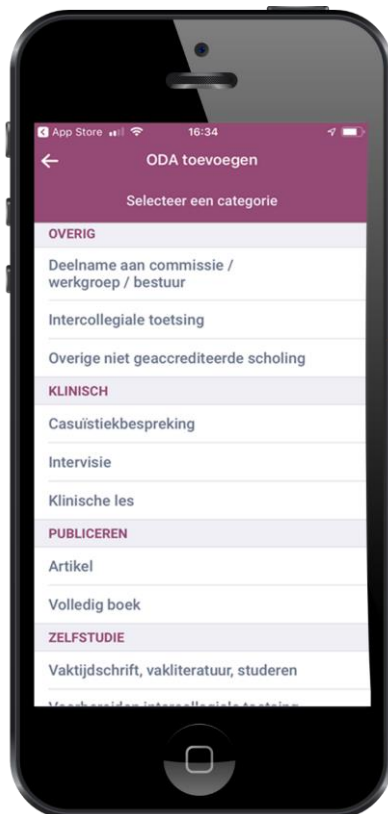 App Store
16:34
ODA toevoegen
Selecteer een categorie
OVERIG
Deelname aan commissie /
werkgroep / bestuur
Intercollegiale toetsing
Overige niet geaccrediteerde scholing
KLINISCH
Casuïstiekbespreking
Intervisie
Klinische les
PUBLICEREN
Artikel
Volledig boek
ZELFSTUDIE
Vaktijdschrift, vakliteratuur, studeren